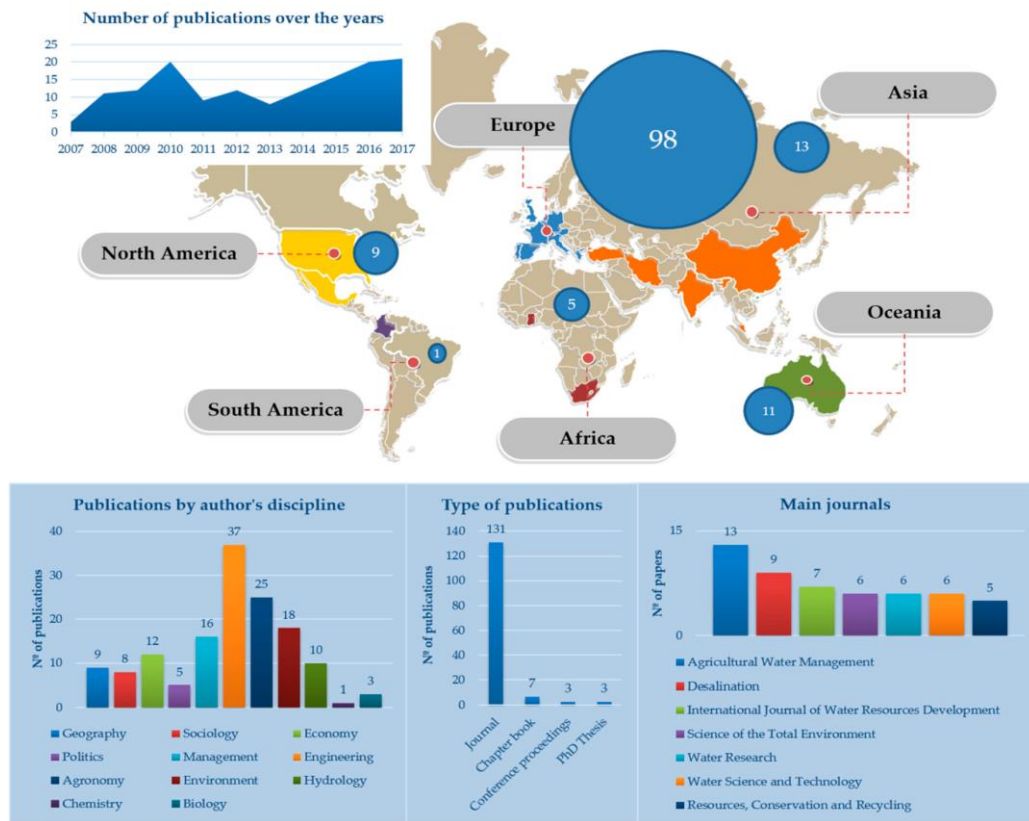 Number of publications over the years
25
20
15
10
5
0
2007 2008 2009 2010 2011 2012 2013 2014 2015 2016 2017
Europe
98
Asia
13
North America
9
5
Oceania
1
South America
11
Africa
Publications by author's discipline
Nº of publications
40
30
20
10
0
9 8 12 5 16 37 25 18 10 1 3
Geography Sociology Economy
Politics Management Engineering
Agronomy Environment Hydrology
Chemistry Biology
Type of publications
Nº of publications
140
120
100
80
60
40
20
0
131 7 3 3
Journal
Chapter book
Conference proceedings
PhD Thesis
Main journals
Nº of papers
15
0
13 9 7 6 6 6 5
Agricultural Water Management
Desalination
International Journal of Water Resources Development
Science of the Total Environment
Water Research
Water Science and Technology
Resources, Conservation and Recycling